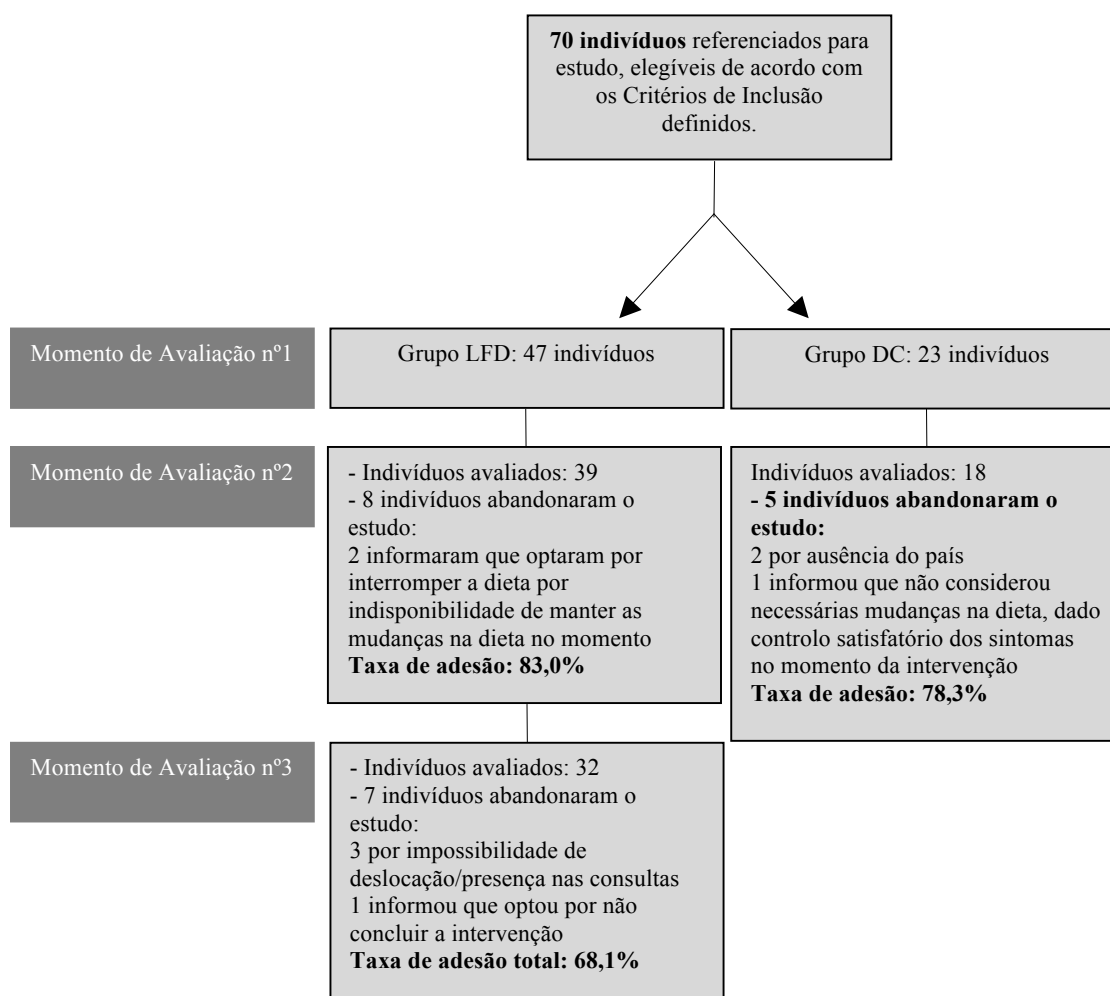 70 indivíduos referenciados para
estudo, elegíveis de acordo com
os Critérios de Inclusão
definidos.
Momento de Avaliação nº1
Grupo LFD: 47 indivíduos
Grupo DC: 23 indivíduos
Momento de Avaliação nº2
- Indivíduos avaliados: 39
- 8 indivíduos abandonaram o
estudo:
2 informaram que optaram por
interromper a dieta por
indisponibilidade de manter as
mudanças na dieta no momento
Taxa de adesão: 83,0%
Indivíduos avaliados: 18
- 5 indivíduos abandonaram o
estudo:
2 por ausência do país
1 informou que não considerou
necessárias mudanças na dieta, dado
controlo satisfatório dos sintomas
no momento da intervenção
Taxa de adesão: 78,3%
Momento de Avaliação nº3
- Indivíduos avaliados: 32
- 7 indivíduos abandonaram o
estudo:
3 por impossibilidade de
deslocação/presença nas consultas
1 informou que optou por não
concluir a intervenção
Taxa de adesão total: 68,1%